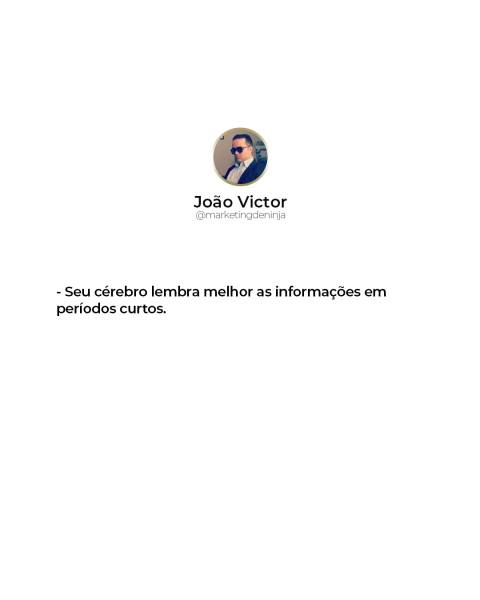 João Victor
@marketingdeninja
- Seu cérebro lembra melhor as informações em
períodos curtos.